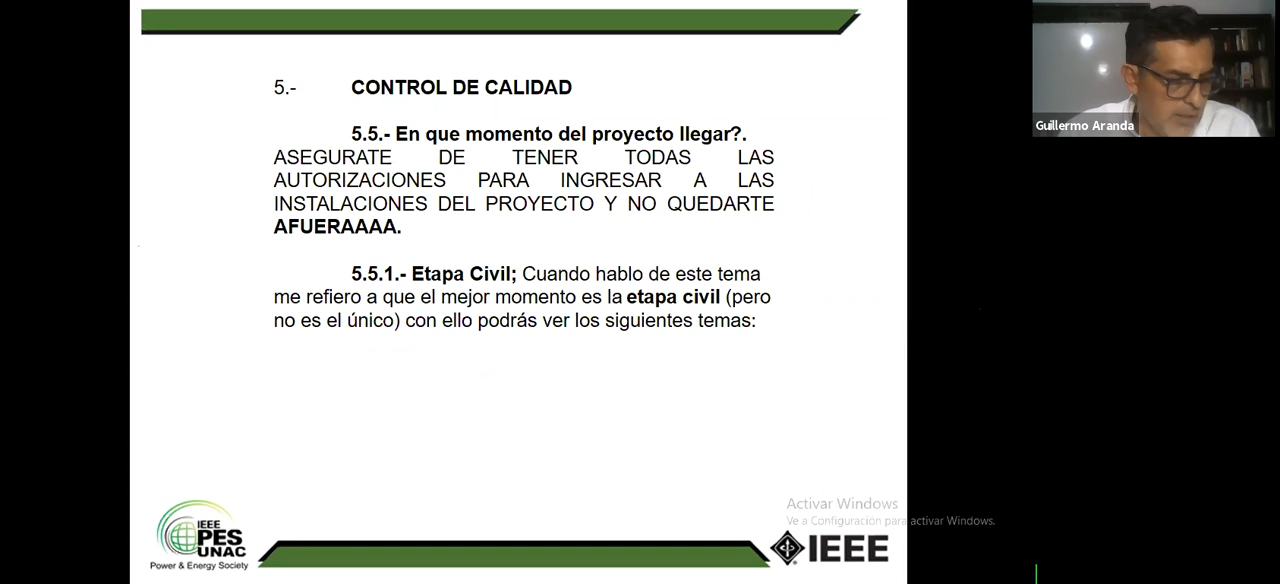 5.- CONTROL DE CALIDAD
5.5.- En que momento del proyecto llegar?.
ASEGURATE DE TENER TODAS LAS
AUTORIZACIONES PARA INGRESAR A LAS
INSTALACIONES DEL PROYECTO Y NO QUEDARTE
AFUERAAAA.
5.5.1.- Etapa Civil; Cuando hablo de este tema
me refiero a que el mejor momento es la etapa civil (pero
no es el único) con ello podrás ver los siguientes temas:
Guillermo Aranda
Activar Windows
Ve a Configuración para activar Windows.
IEEE
PES
UNAC
Power & Energy Society
IEEE